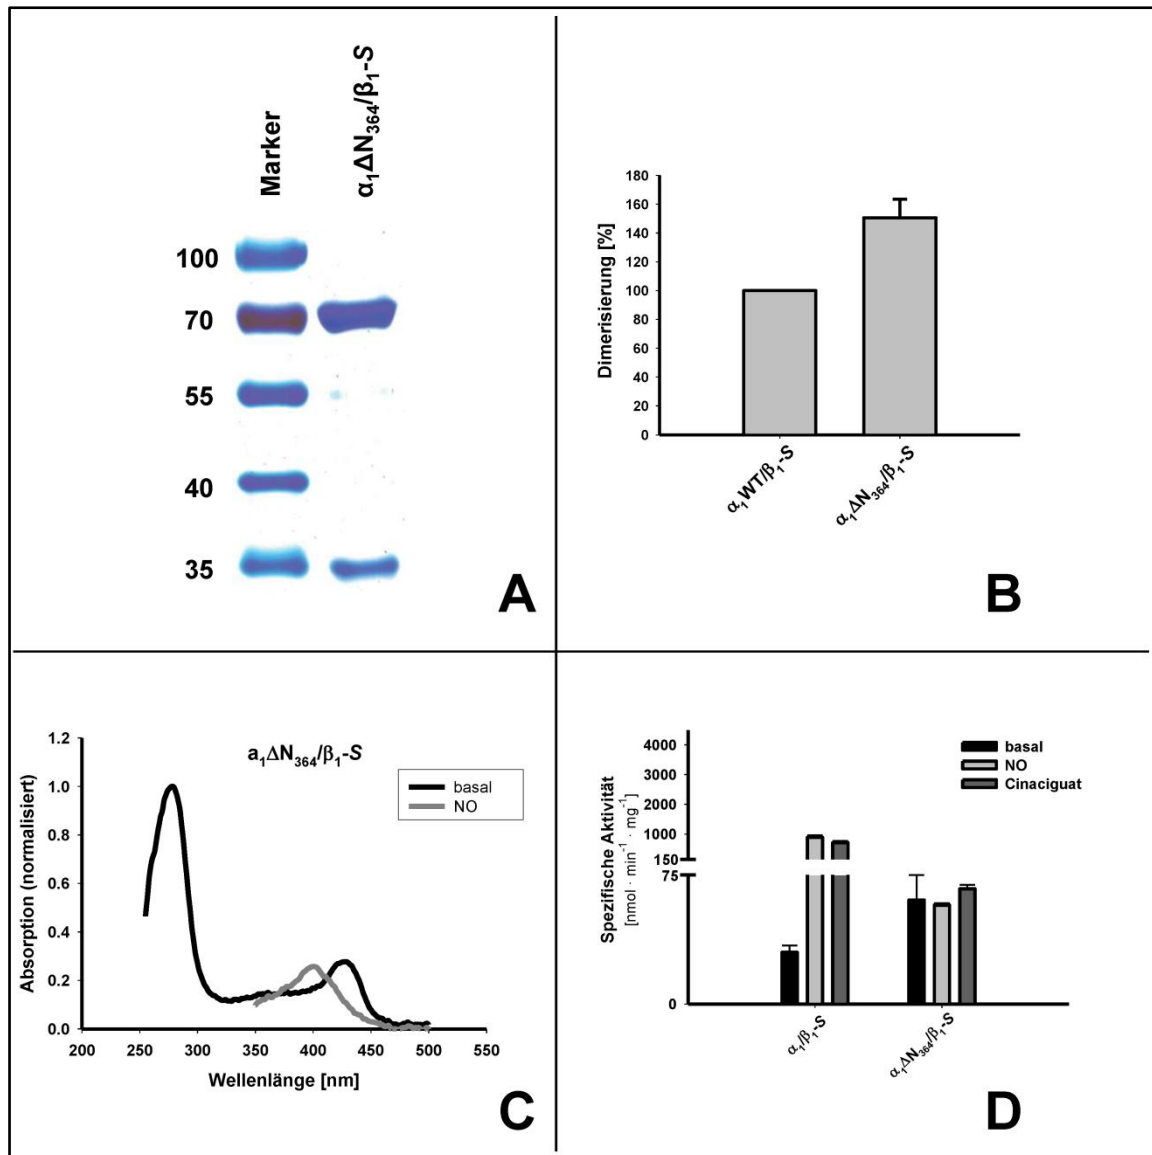 Marker
α₁ΔN₃₆₄/β₁-S
100
70
55
40
35
A
Dimerisierung [%]
180
160
140
120
100
80
60
40
20
0
α₁WT/β₁-S
α₁ΔN₃₆₄/β₁-S
B
Absorption (normalisiert)
1.2
1.0
0.8
0.6
0.4
0.2
0.0
a₁ΔN₃₆₄/β₁-S
basal
NO
200 250 300 350 400 450 500 550
Wellenlänge [nm]
C
Spezifische Aktivität
[nmol · min⁻¹ · mg⁻¹]
4000
3000
2000
1000
150
75
0
basal
NO
Cinaciguat
α₁/β₁-S
α₁ΔN₃₆₄/β₁-S
D